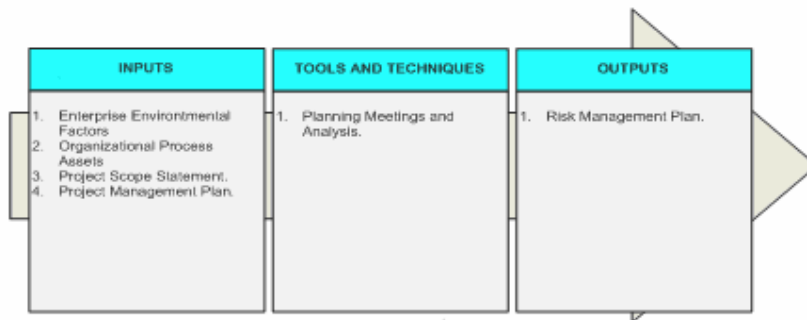 INPUTS
1. Enterprise Environtmental
Factors
2. Organizational Process
Assets
3. Project Scope Statement.
4. Project Management Plan.
TOOLS AND TECHNIQUES
1. Planning Meetings and
Analysis.
OUTPUTS
1. Risk Management Plan.